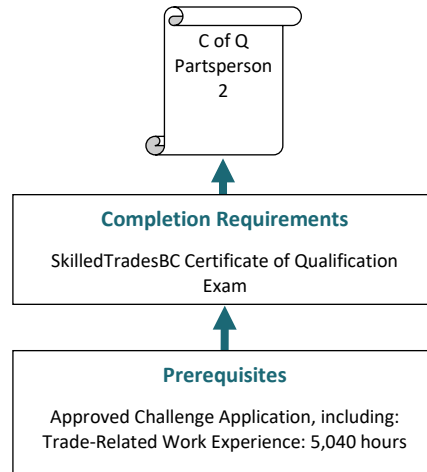 C of Q
Partsperson
2
Completion Requirements
SkilledTradesBC Certificate of Qualification
Exam
Prerequisites
Approved Challenge Application, including:
Trade-Related Work Experience: 5,040 hours